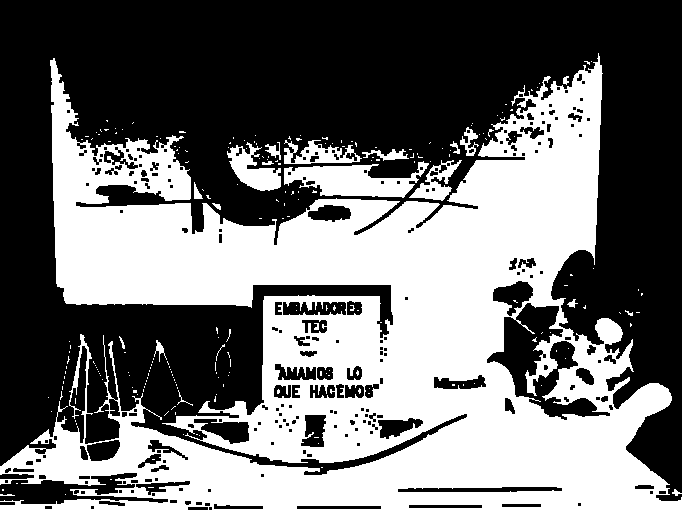 EMBAJADORES
TEC
"AMAMOS LO
QUE HACEMOS"
Microsoft